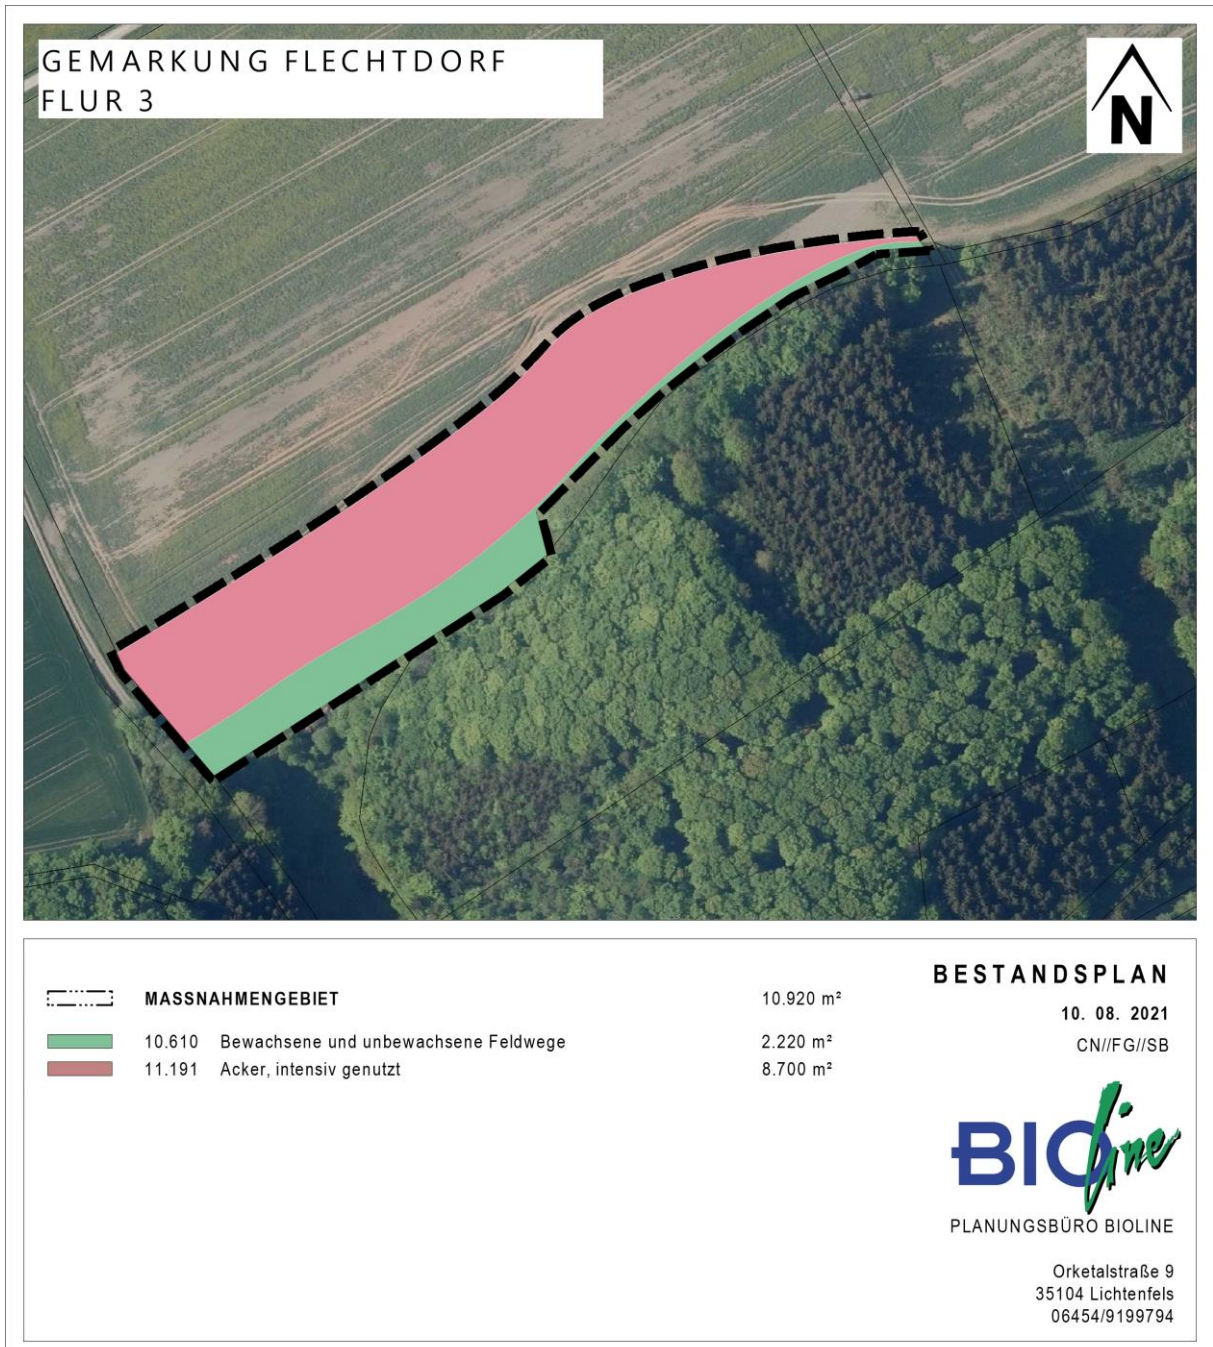 GEMARKUNG FLECHTDORF
FLUR 3
N
MASSNAHMENGEBIET 10.920 m²
10.610 Bewachsene und unbewachsene Feldwege 2.220 m²
11.191 Acker, intensiv genutzt 8.700 m²
BESTANDSPLAN
10. 08. 2021
CN//FG//SB
BIOline
PLANUNGSBÜRO BIOLINE
Orketalstraße 9
35104 Lichtenfels
06454/9199794